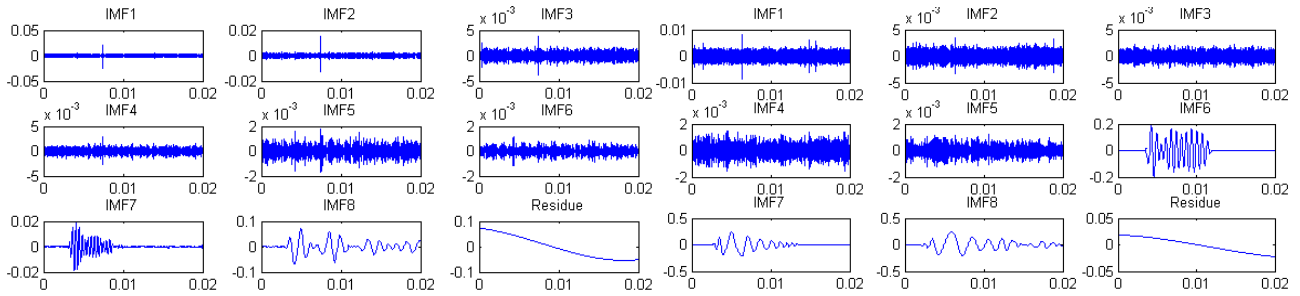 IMF1 IMF2 x 10⁻³ IMF3 IMF1 x 10⁻³ IMF2 x 10⁻³ IMF3
0.05 0.02 5 0.01 5 5
0 0 0 0 0 0
-0.05 -0.02 -5 -0.01 -5 -5
0 0.01 0.02 0 0.01 0.02 0 0.01 0.02 0 0.01 0.02 0 0.01 0.02 0 0.01 0.02
x 10⁻³ IMF4 x 10⁻³ IMF5 x 10⁻³ IMF6 x 10⁻³ IMF4 x 10⁻³ IMF5 IMF6
5 2 5 2 2 0.2
0 0 0 0 0 0
-5 -2 -5 -2 -2 -0.2
0 0.01 0.02 0 0.01 0.02 0 0.01 0.02 0 0.01 0.02 0 0.01 0.02 0 0.01 0.02
IMF7 IMF8 Residue IMF7 IMF8 Residue
0.02 0.1 0.1 0.5 0.5 0.05
0 0 0 0 0 0
-0.02 -0.1 -0.1 -0.5 -0.5 -0.05
0 0.01 0.02 0 0.01 0.02 0 0.01 0.02 0 0.01 0.02 0 0.01 0.02 0 0.01 0.02